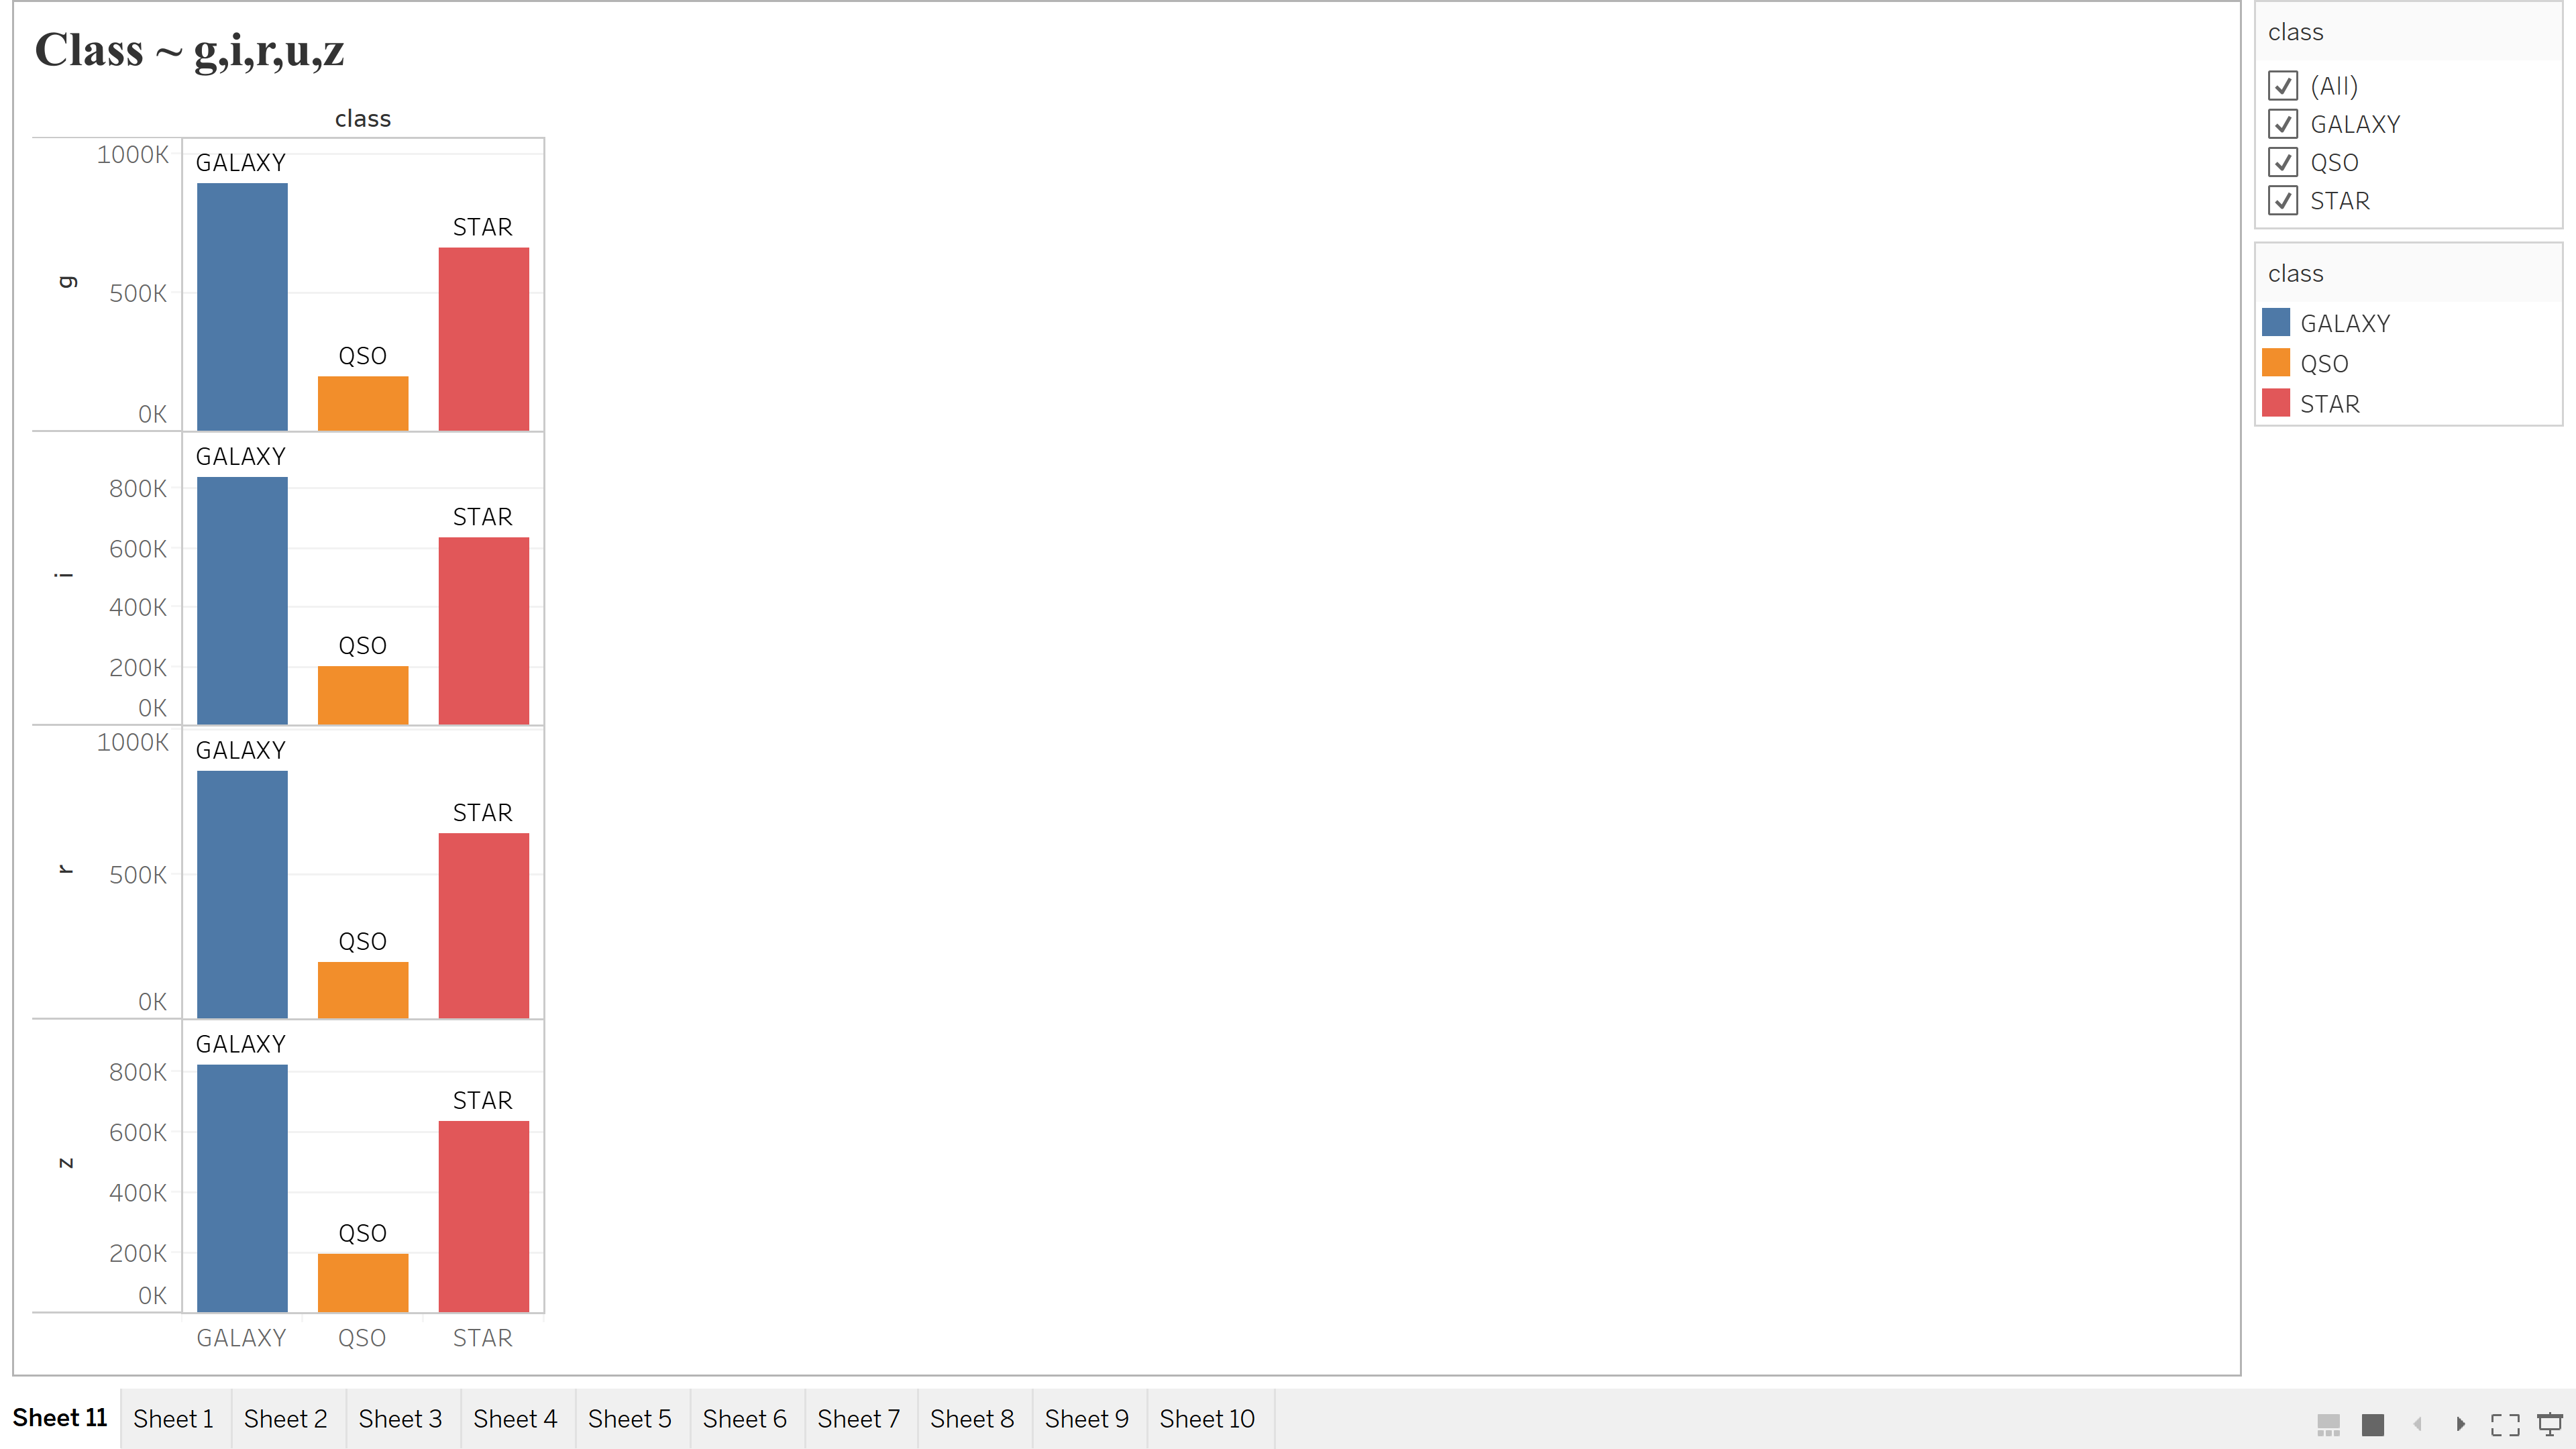 Class ~ g,i,r,u,z
class
1000K
GALAXY
STAR
g
500K
QSO
0K
GALAXY
800K
STAR
600K
i
400K
QSO
200K
0K
1000K
GALAXY
STAR
r
500K
QSO
0K
GALAXY
800K
STAR
600K
z
400K
QSO
200K
0K
GALAXY QSO STAR
class
(All)
GALAXY
QSO
STAR
class
GALAXY
QSO
STAR
Sheet 11 Sheet 1 Sheet 2 Sheet 3 Sheet 4 Sheet 5 Sheet 6 Sheet 7 Sheet 8 Sheet 9 Sheet 10